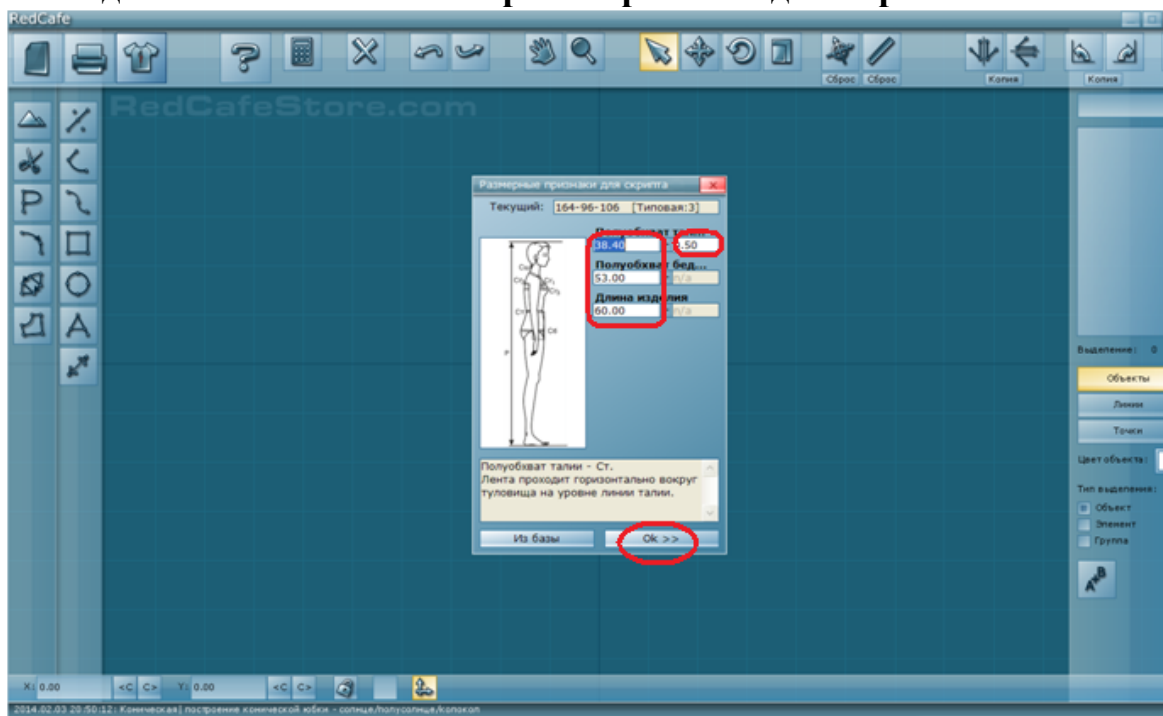 RedCafe
Сброс Сброс Копия Копия
RedCafeStore.com
Размерные признаки для скрипта
Текущий: 164-96-106 [Типовая:3]
38.40 .50
Полуобхват бед...
53.00 n/a
Длина изделия
60.00 n/a
Полуобхват талии - Ст.
Лента проходит горизонтально вокруг
туловища на уровне линии талии.
Из базы Ok >>
Выделение: 0
Объекты
Линии
Точки
Цвет объекта:
Тип выделения:
Объект
Элемент
Группа
X: 0.00 <C C> Y: 0.00 <C C>
2014.02.03 20:50:12: Коническая| построение конической юбки - солнце/полусолнце/колокол